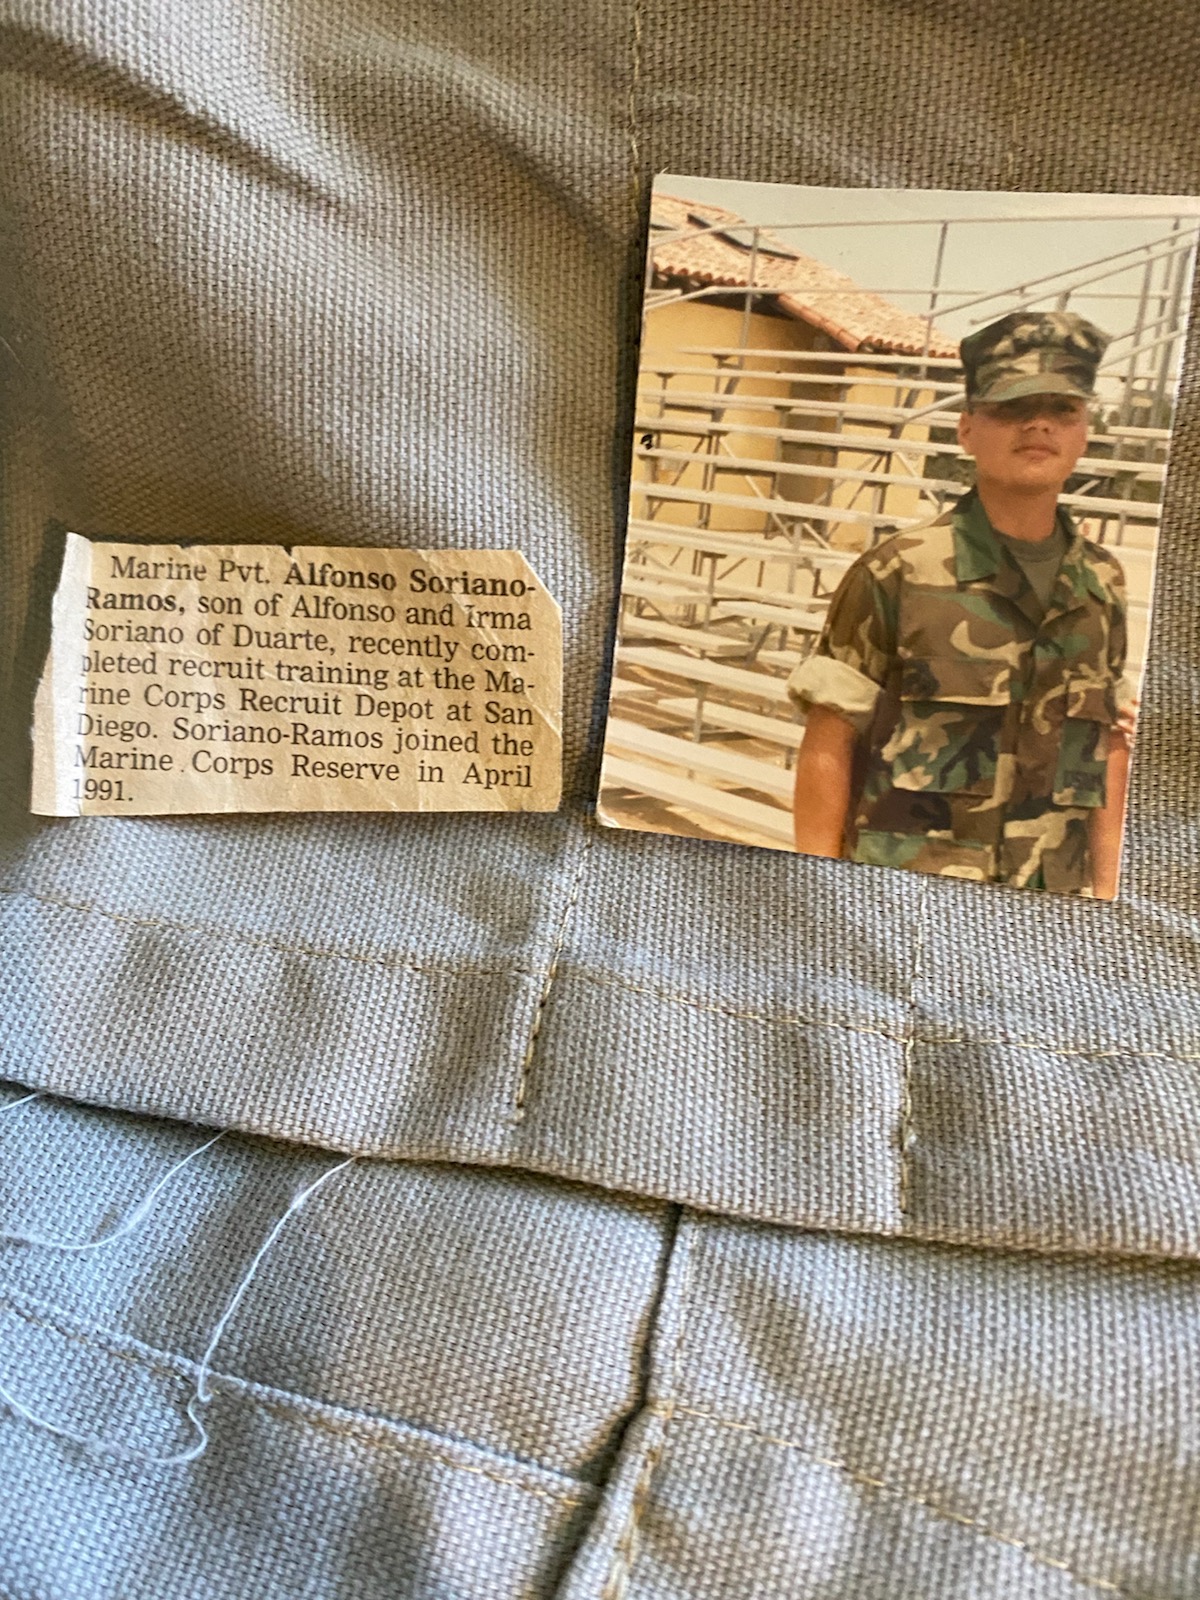 Marine Pvt. Alfonso Soriano-
Ramos, son of Alfonso and Irma
Soriano of Duarte, recently com-
pleted recruit training at the Ma-
rine Corps Recruit Depot at San
Diego. Soriano-Ramos joined the
Marine Corps Reserve in April
1991.